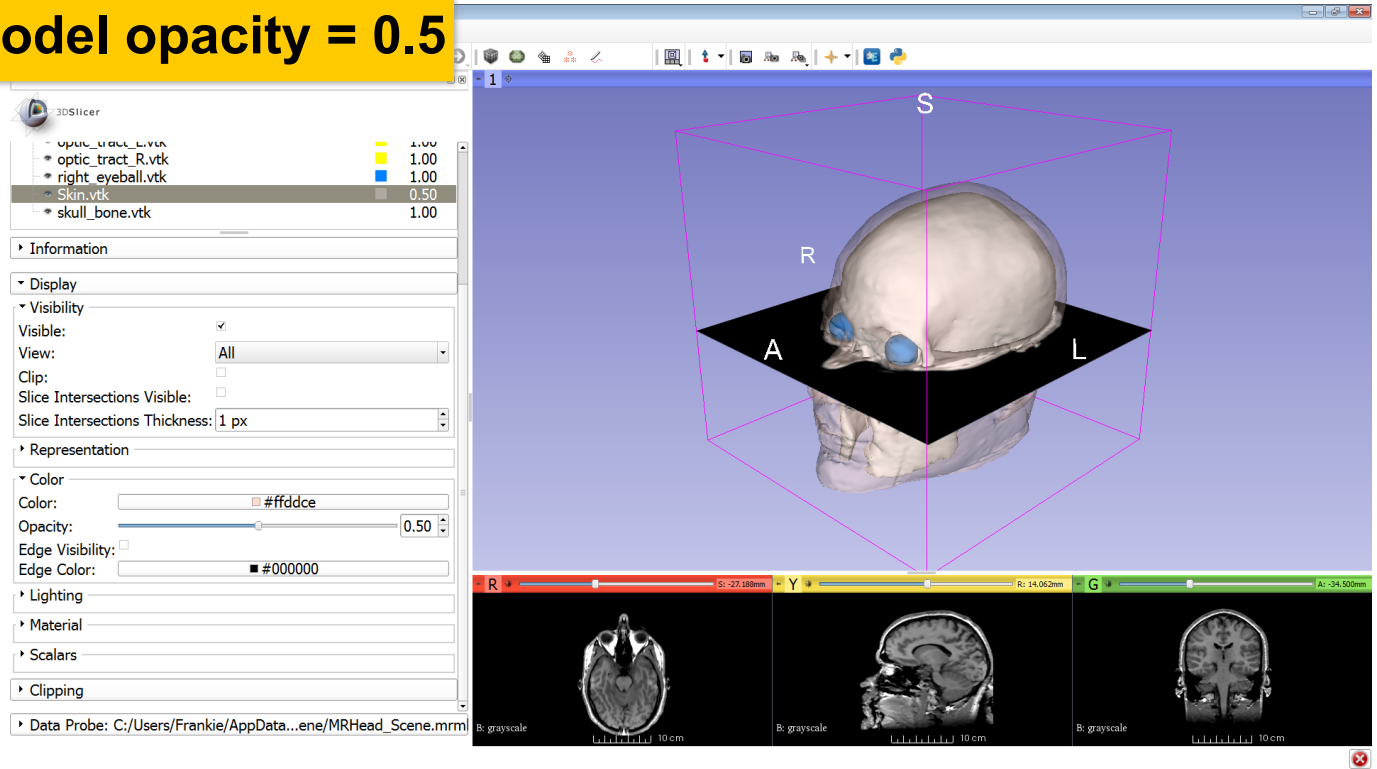 odel opacity = 0.5
1
3DSlicer
optic_tract_L.vtk 1.00
optic_tract_R.vtk 1.00
right_eyeball.vtk 1.00
Skin.vtk 0.50
skull_bone.vtk 1.00
Information
Display
Visibility
Visible:
View: All
Clip:
Slice Intersections Visible:
Slice Intersections Thickness: 1 px
Representation
Color
Color: #ffddce
Opacity: 0.50
Edge Visibility:
Edge Color: #000000
Lighting
Material
Scalars
Clipping
Data Probe: C:/Users/Frankie/AppData...ene/MRHead_Scene.mrml
S
R
A
L
R S: -27.188mm
Y R: 14.062mm
G A: -34.500mm
B: grayscale
10 cm
B: grayscale
10 cm
B: grayscale
10 cm